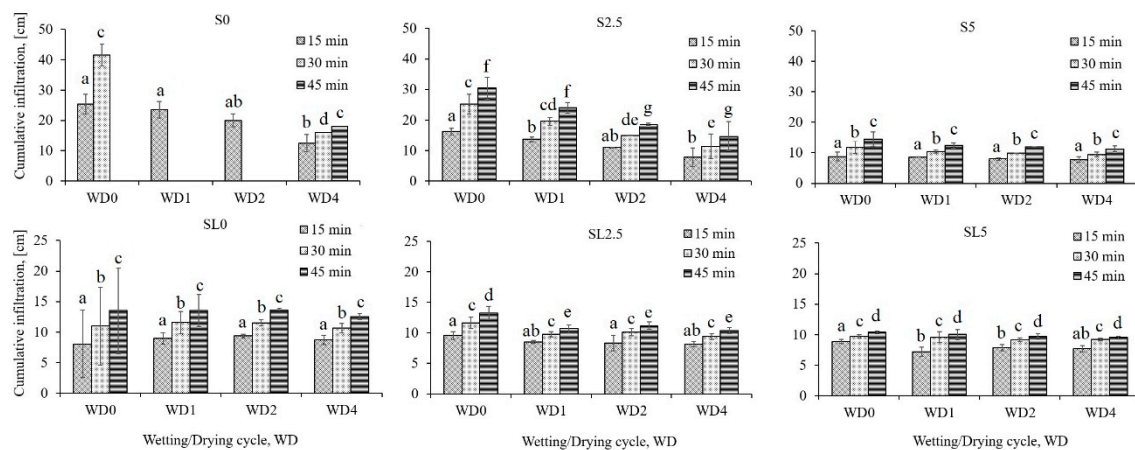 S0
Cumulative infiltration, [cm]
60
50
40
30
20
10
0
15 min
30 min
45 min
a c
a
ab
b d c
WD0 WD1 WD2 WD4
S2.5
50
40
30
20
10
0
15 min
30 min
45 min
a c f
b cd f
ab de g
b e g
WD0 WD1 WD2 WD4
S5
50
40
30
20
10
0
15 min
30 min
45 min
a b c
a b c
a b c
a b c
WD0 WD1 WD2 WD4
SL0
Cumulative infiltration, [cm]
25
20
15
10
5
0
15 min
30 min
45 min
a b c
a b c
a b c
a b c
WD0 WD1 WD2 WD4
Wetting/Drying cycle, WD
SL2.5
25
20
15
10
5
0
15 min
30 min
45 min
a c d
ab c e
a c e
ab c e
WD0 WD1 WD2 WD4
Wetting/Drying cycle, WD
SL5
25
20
15
10
5
0
15 min
30 min
45 min
a c d
b c d
b c d
ab c d
WD0 WD1 WD2 WD4
Wetting/Drying cycle, WD